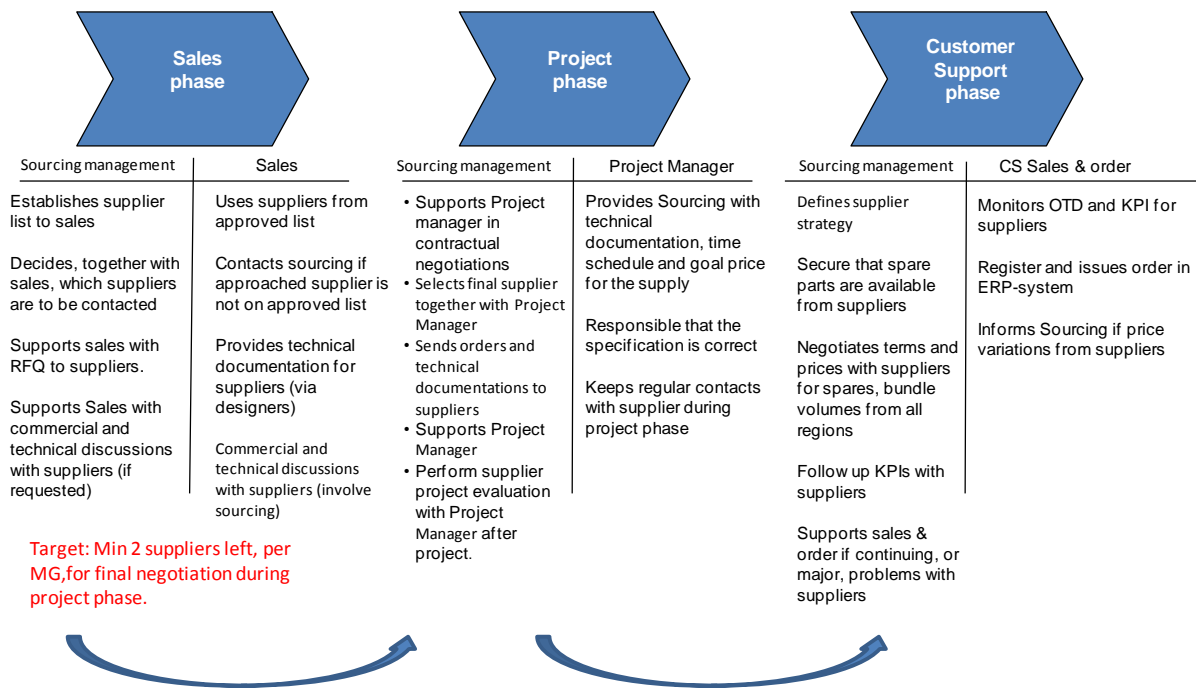 Sales
phase
Project
phase
Customer
Support
phase
Sourcing management
Sales
Establishes supplier
list to sales
Decides, together with
sales, which suppliers
are to be contacted
Supports sales with
RFQ to suppliers.
Supports Sales with
commercial and
technical discussions
with suppliers (if
requested)
Uses suppliers from
approved list
Contacts sourcing if
approached supplier is
not on approved list
Provides technical
documentation for
suppliers (via
designers)
Commercial and
technical discussions
with suppliers (involve
sourcing)
Target: Min 2 suppliers left, per
MG,for final negotiation during
project phase.
Sourcing management
Project Manager
• Supports Project
manager in
contractual
negotiations
• Selects final supplier
together with Project
Manager
• Sends orders and
technical
documentations to
suppliers
• Supports Project
Manager
• Perform supplier
project evaluation
with Project
Manager after
project.
Provides Sourcing with
technical
documentation, time
schedule and goal price
for the supply
Responsible that the
specification is correct
Keeps regular contacts
with supplier during
project phase
Sourcing management
CS Sales & order
Defines supplier
strategy
Secure that spare
parts are available
from suppliers
Negotiates terms and
prices with suppliers
for spares, bundle
volumes from all
regions
Follow up KPIs with
suppliers
Supports sales &
order if continuing, or
major, problems with
suppliers
Monitors OTD and KPI for
suppliers
Register and issues order in
ERP-system
Informs Sourcing if price
variations from suppliers